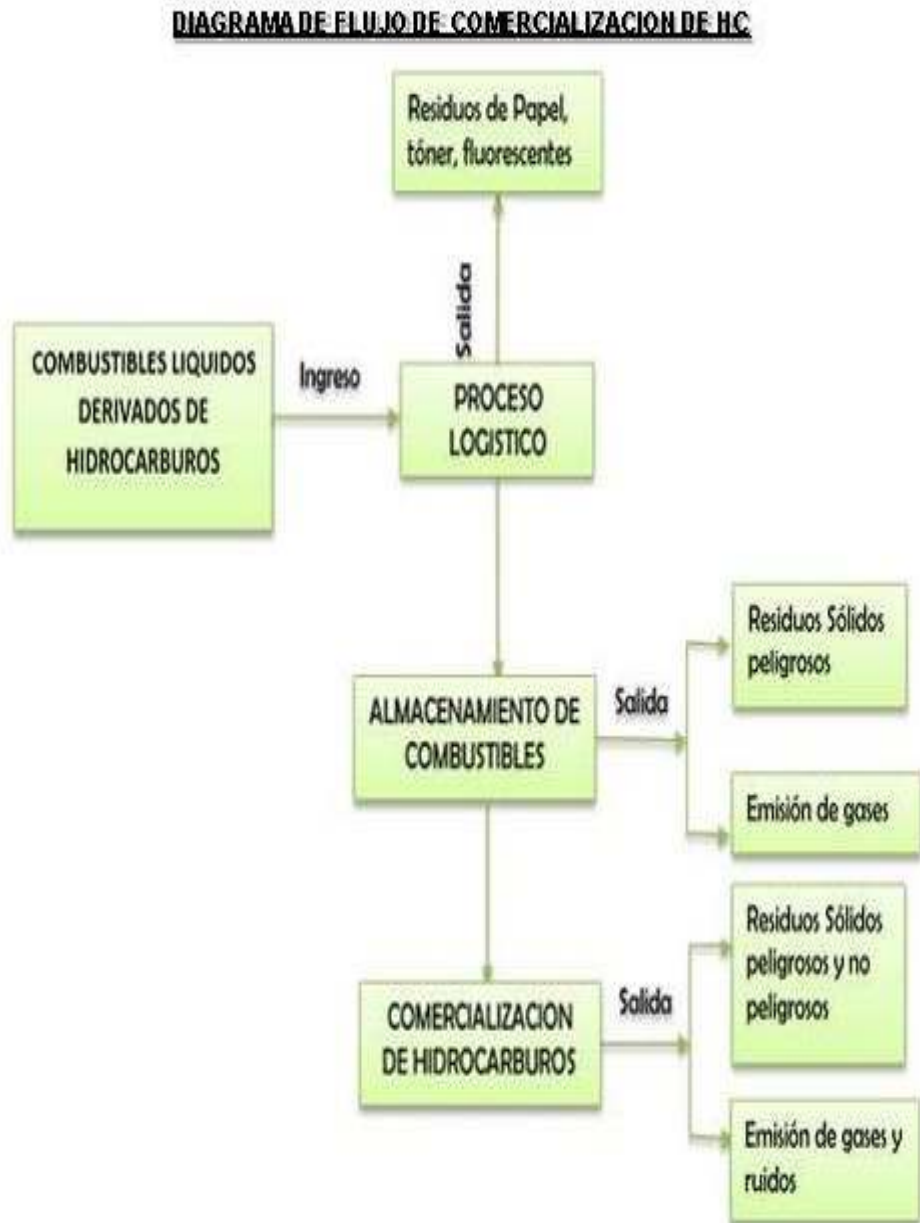 DIAGRAMA DE FLUJO DE COMERCIALIZACION DE HC
Residuos de Papel,
tóner, fluorescentes
Salida
COMBUSTIBLES LIQUIDOS
DERIVADOS DE
HIDROCARBUROS
Ingreso
PROCESO
LOGISTICO
ALMACENAMIENTO DE
COMBUSTIBLES
Salida
Residuos Sólidos
peligrosos
Emisión de gases
COMERCIALIZACION
DE HIDROCARBUROS
Salida
Residuos Sólidos
peligrosos y no
peligrosos
Emisión de gases y
ruidos